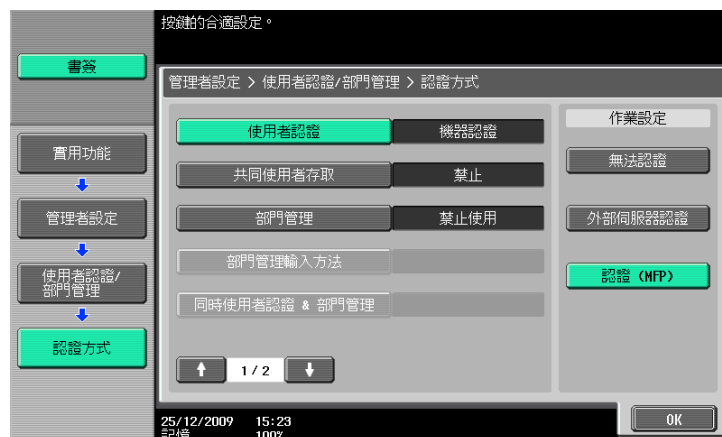 按鍵的合適設定。
書簽
管理者設定 > 使用者認證/部門管理 > 認證方式
實用功能
管理者設定
使用者認證/
部門管理
認證方式
使用者認證 機器認證
共同使用者存取 禁止
部門管理 禁止使用
部門管理輸入方法
同時使用者認證 & 部門管理
1/2
作業設定
無法認證
外部伺服器認證
認證 (MFP)
25/12/2009 15:23
記憶 100%
OK